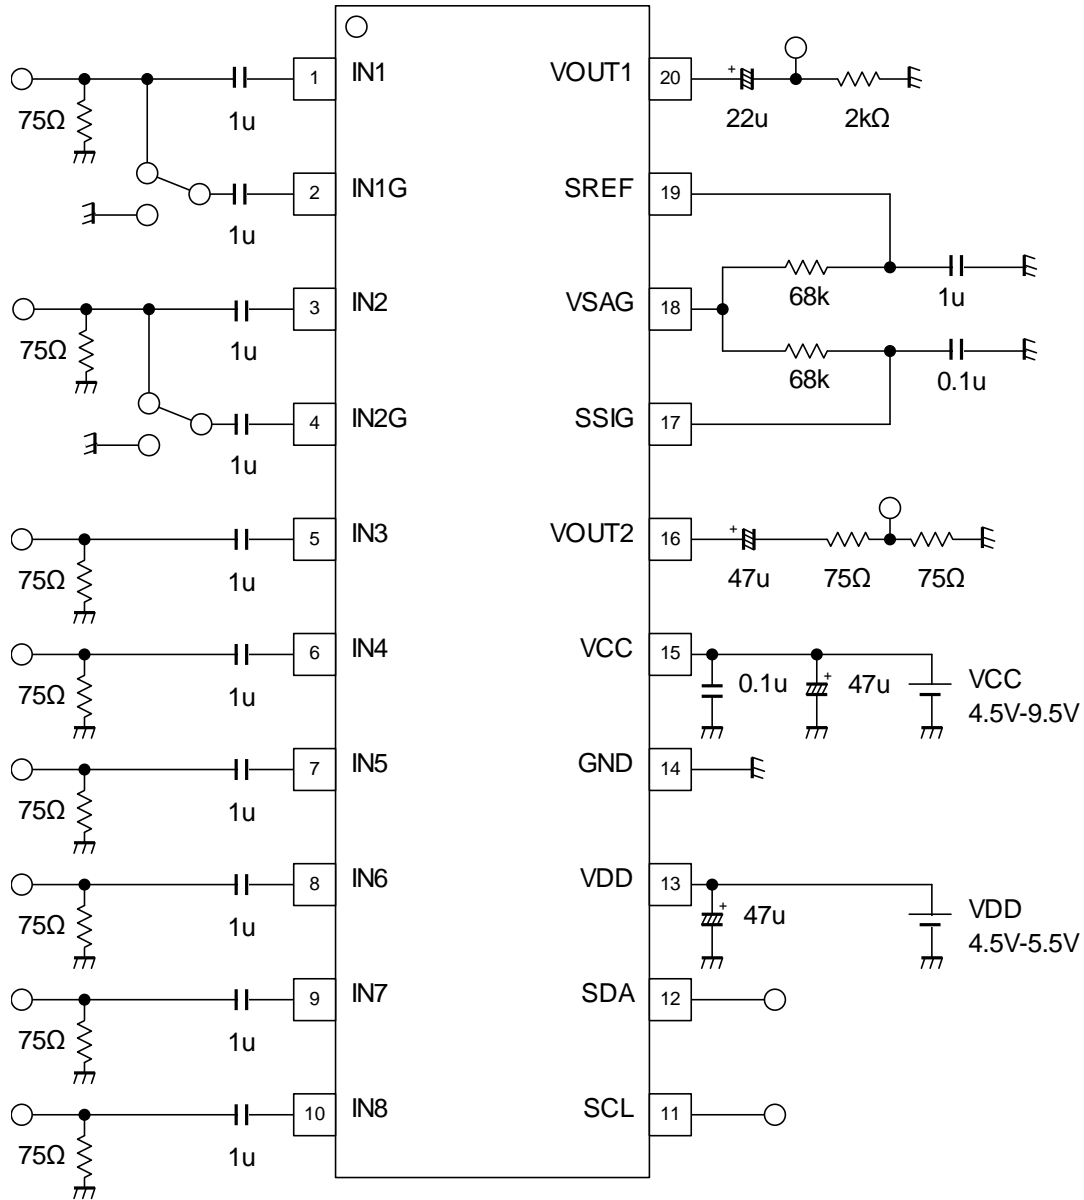 IN1
1
20
VOUT1
+
75Ω
1u
22u
2kΩ
IN1G
2
19
SREF
1u
68k
1u
IN2
3
18
VSAG
75Ω
1u
68k
0.1u
IN2G
4
17
SSIG
1u
IN3
5
16
VOUT2
+
75Ω
1u
47u
75Ω
75Ω
IN4
6
15
VCC
75Ω
1u
0.1u
+
47u
VCC
4.5V-9.5V
IN5
7
14
GND
75Ω
1u
IN6
8
13
VDD
75Ω
1u
+
47u
VDD
4.5V-5.5V
IN7
9
12
SDA
75Ω
1u
IN8
10
11
SCL
75Ω
1u